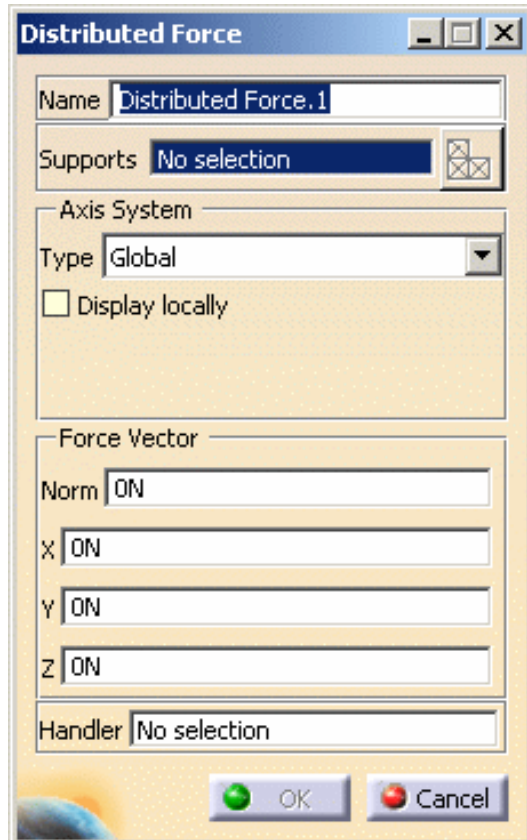 Distributed Force
Name Distributed Force.1
Supports No selection
Axis System
Type Global
Display locally
Force Vector
Norm 0N
X 0N
Y 0N
Z 0N
Handler No selection
OK Cancel